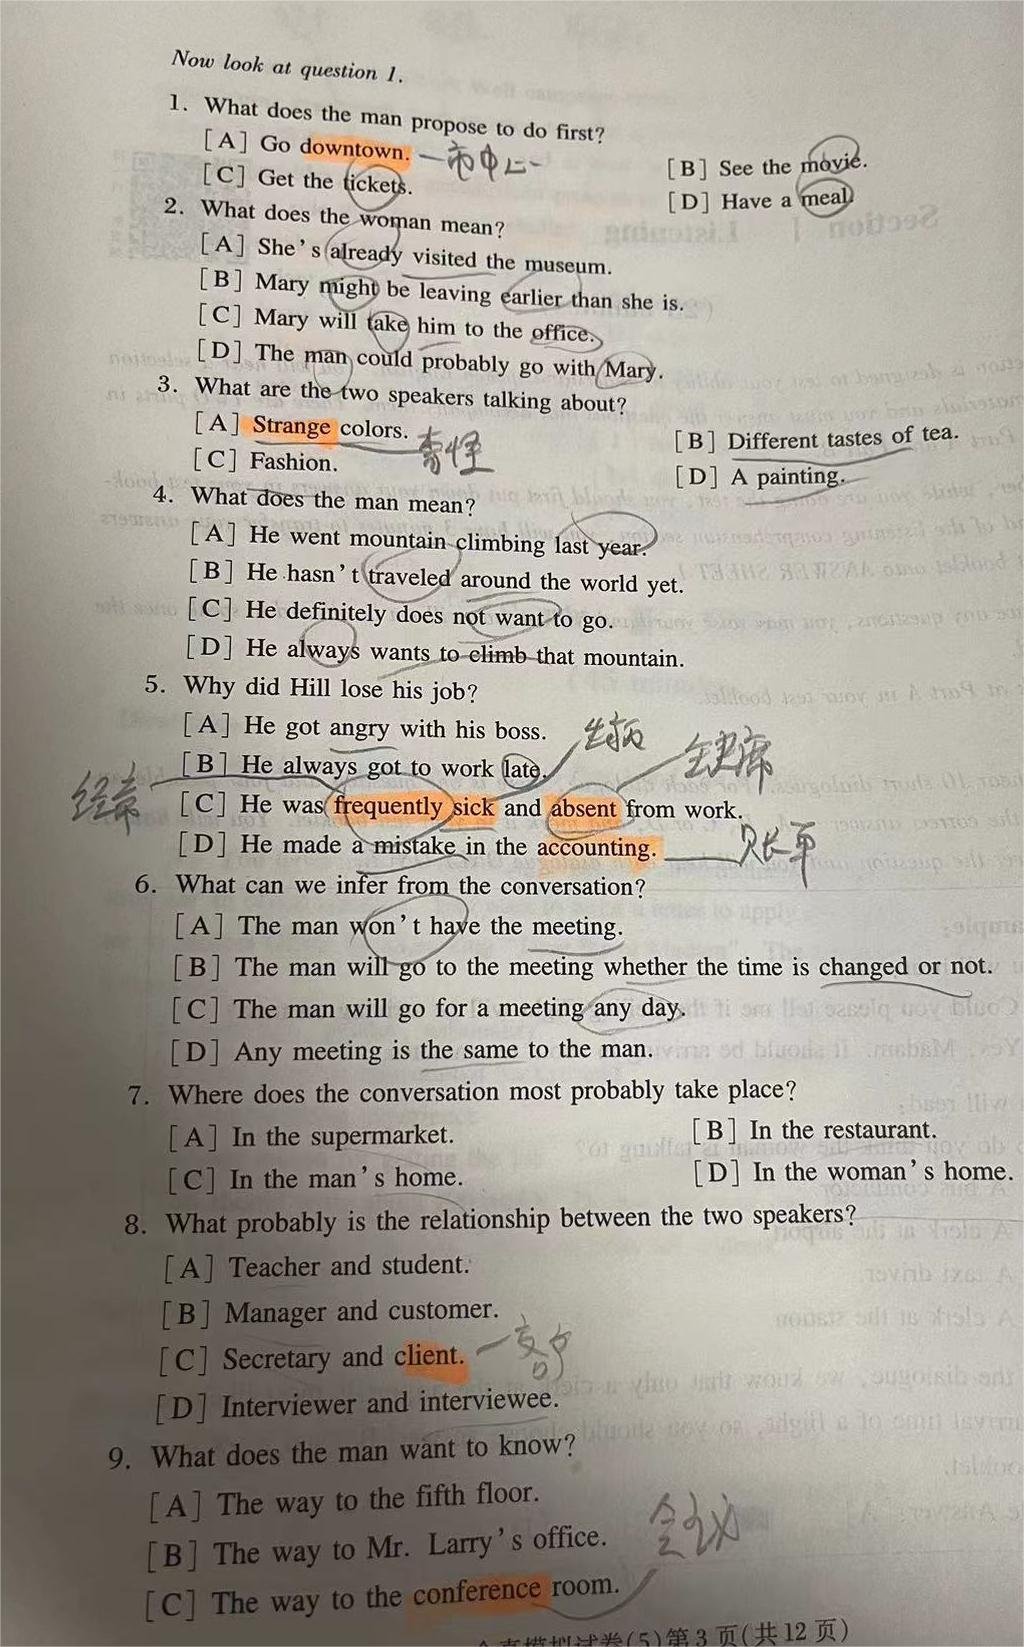 Now look at question 1.
1. What does the man propose to do first?
[A] Go downtown. 市中心
[B] See the movie.
[C] Get the tickets.
[D] Have a meal.
2. What does the woman mean?
[A] She's already visited the museum.
[B] Mary might be leaving earlier than she is.
[C] Mary will take him to the office.
[D] The man could probably go with Mary.
3. What are the two speakers talking about?
[A] Strange colors. 奇怪
[B] Different tastes of tea.
[C] Fashion.
[D] A painting.
4. What does the man mean?
[A] He went mountain climbing last year.
[B] He hasn't traveled around the world yet.
[C] He definitely does not want to go.
[D] He always wants to climb that mountain.
5. Why did Hill lose his job?
[A] He got angry with his boss.
生病
缺席
[B] He always got to work late.
经常
[C] He was frequently sick and absent from work.
[D] He made a mistake in the accounting. 账单
6. What can we infer from the conversation?
[A] The man won't have the meeting.
[B] The man will go to the meeting whether the time is changed or not.
[C] The man will go for a meeting any day.
[D] Any meeting is the same to the man.
7. Where does the conversation most probably take place?
[A] In the supermarket.
[B] In the restaurant.
[C] In the man's home.
[D] In the woman's home.
8. What probably is the relationship between the two speakers?
[A] Teacher and student.
[B] Manager and customer.
[C] Secretary and client. 客户
[D] Interviewer and interviewee.
9. What does the man want to know?
[A] The way to the fifth floor.
[B] The way to Mr. Larry's office.
会议
[C] The way to the conference room.
模拟试卷(5)第3页(共12页)